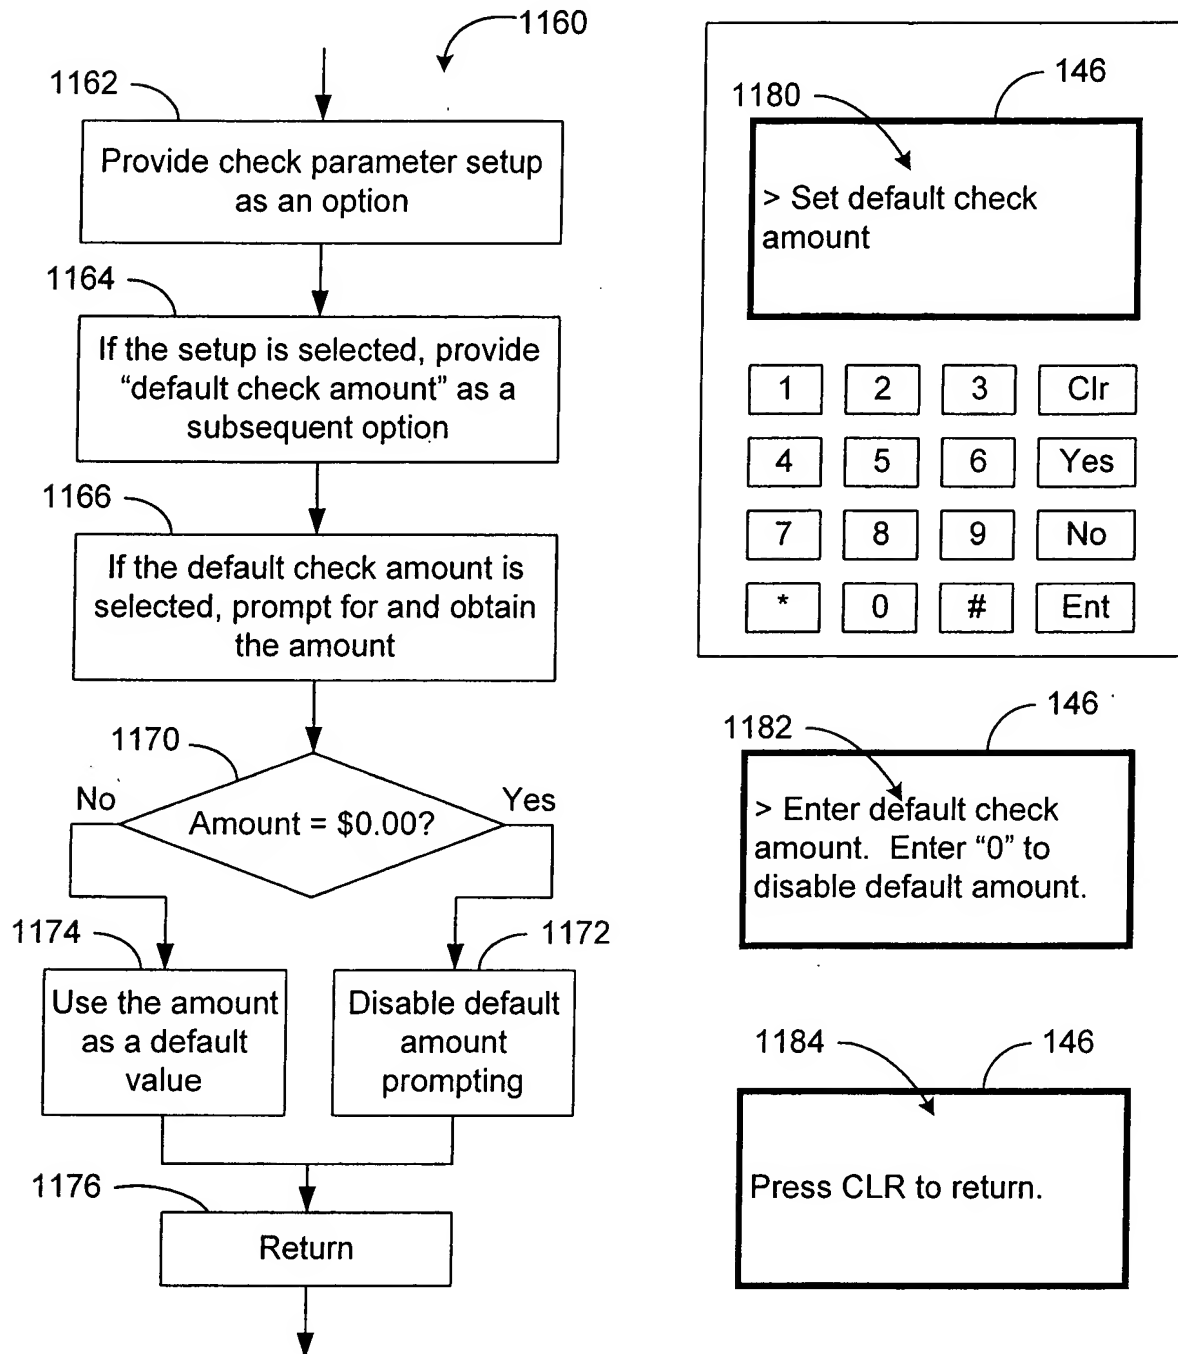 1160
1162
Provide check parameter setup
as an option
1164
If the setup is selected, provide
“default check amount” as a
subsequent option
1166
If the default check amount is
selected, prompt for and obtain
the amount
1170
No
Amount = $0.00?
Yes
1174
1172
Use the amount
as a default
value
Disable default
amount
prompting
1176
Return
146
1180
> Set default check
amount
1 2 3 Clr
4 5 6 Yes
7 8 9 No
* 0 # Ent
146
1182
> Enter default check
amount. Enter “0” to
disable default amount.
1184
146
Press CLR to return.